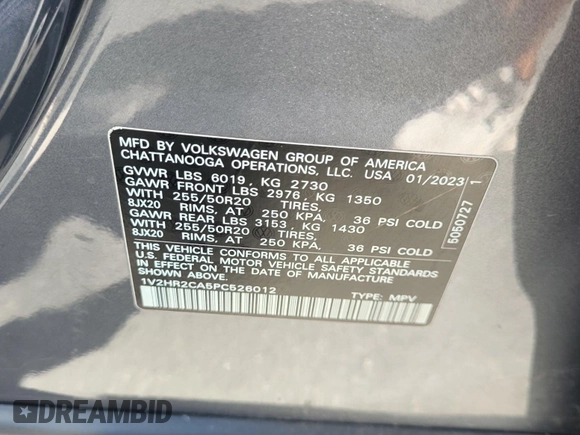 MFD BY VOLKSWAGEN GROUP OF AMERICA
CHATTANOOGA OPERATIONS, LLC. USA 01/2023
GVWR LBS 6019, KG 2730
GAWR FRONT LBS 2976, KG 1350
WITH 255/50R20 TIRES,
8JX20 RIMS, AT 250 KPA. 36 PSI COLD
GAWR REAR LBS 3153, KG 1430
WITH 255/50R20 TIRES,
8JX20 RIMS, AT 250 KPA. 36 PSI COLD
THIS VEHICLE CONFORMS TO ALL APPLICABLE
U.S. FEDERAL MOTOR VEHICLE SAFETY STANDARDS
IN EFFECT ON THE DATE OF MANUFACTURE
SHOWN ABOVE.
1V2HR2CA5PC526012 TYPE: MPV
5050727 1
DREAMBID